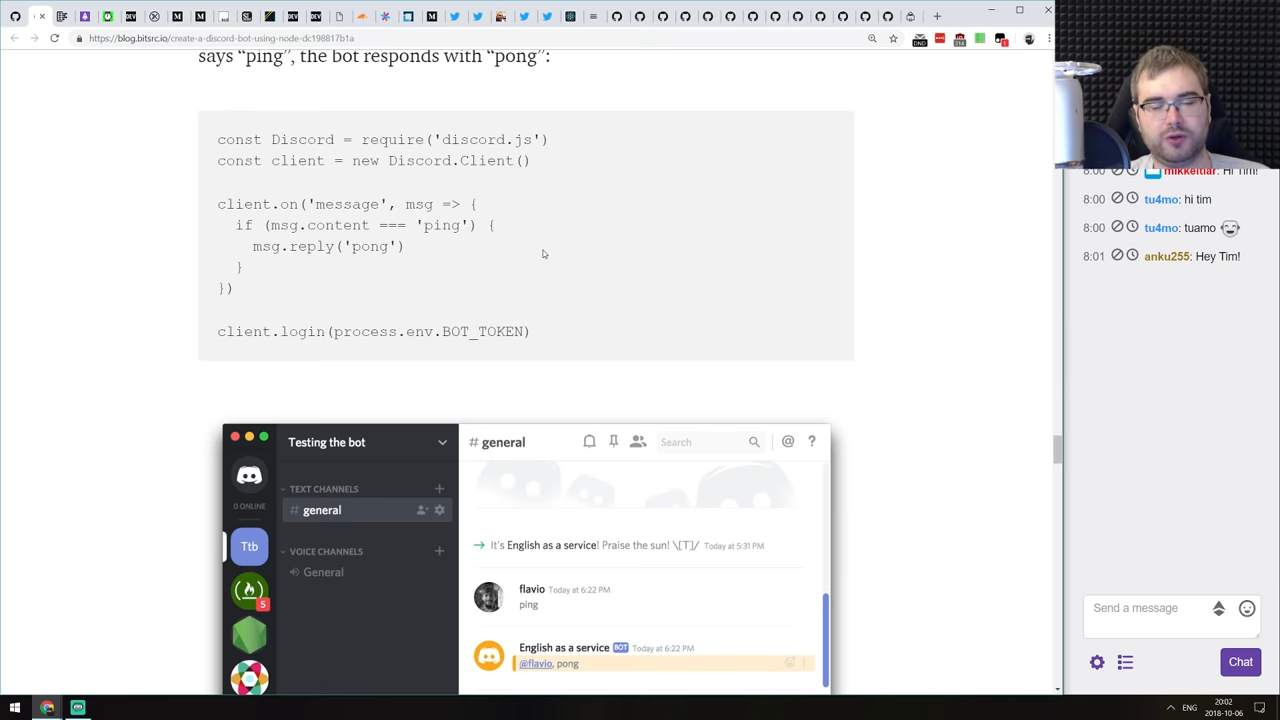 https://blog.bitsrc.io/create-a-discord-bot-using-node-dc198817b1a
says “ping”, the bot responds with “pong”:
const Discord = require('discord.js')
const client = new Discord.Client()
client.on('message', msg => {
if (msg.content === 'ping') {
msg.reply('pong')
}
})
client.login(process.env.BOT_TOKEN)
Testing the bot
# general
Search
@
?
0 ONLINE
TEXT CHANNELS
# general
Ttb
VOICE CHANNELS
General
5
It's English as a service! Praise the sun! \[T]/ Today at 5:31 PM
flavio Today at 6:22 PM
ping
English as a service BOT Today at 6:22 PM
@flavio, pong
8:00 mikkeltiar: Hi Tim!
8:00 tu4mo: hi tim
8:00 tu4mo: tuamo
8:01 anku255: Hey Tim!
Send a message
Chat
ENG
20:02
2018-10-06